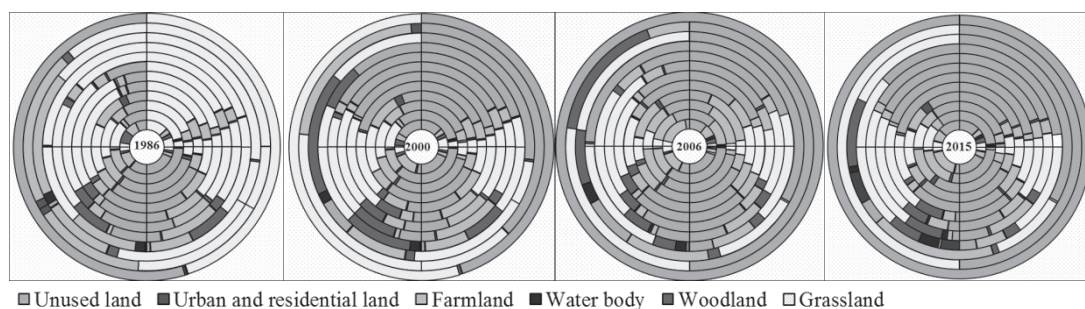 1986 2000 2006 2015
Unused land Urban and residential land Farmland Water body Woodland Grassland